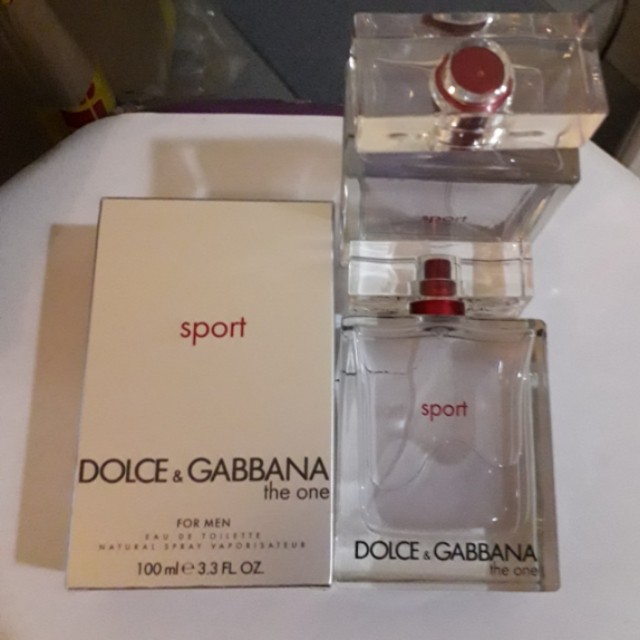 sport
DOLCE & GABBANA
the one
FOR MEN
EAU DE TOILETTE
NATURAL SPRAY VAPORISATEUR
100 ml e 3.3 FL. OZ.
sport
sport
DOLCE & GABBANA
the one